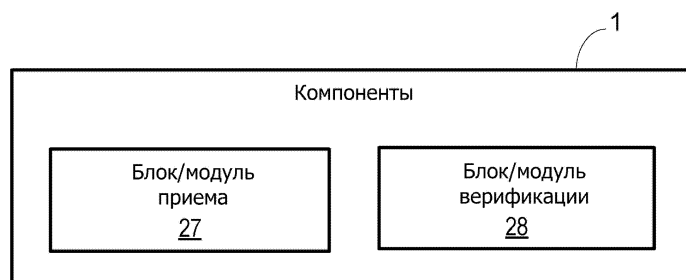 1
Компоненты
Блок/модуль
приема
27
Блок/модуль
верификации
28